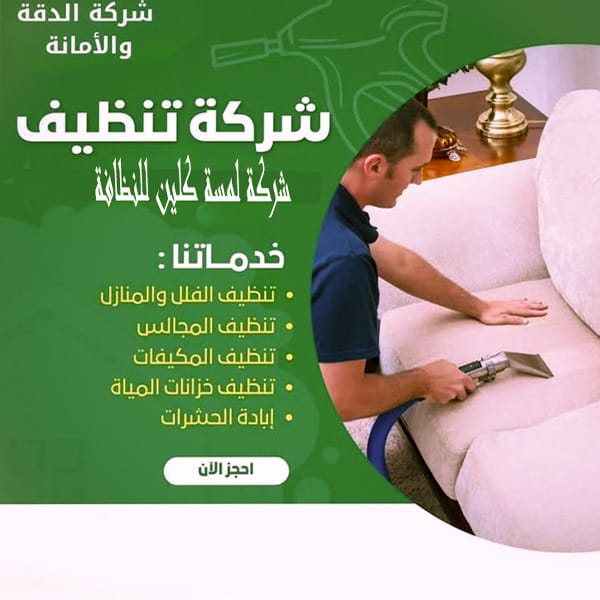 شركة الدقة
والأمانة
شركة تنظيف
شركة لمسة كلين للنظافة
خدمـاتنا :
• تنظيف الفلل والمنازل
• تنظيف المجالس
• تنظيف المكيفات
• تنظيف خزانات المياة
• إبادة الحشرات
احجز الآن